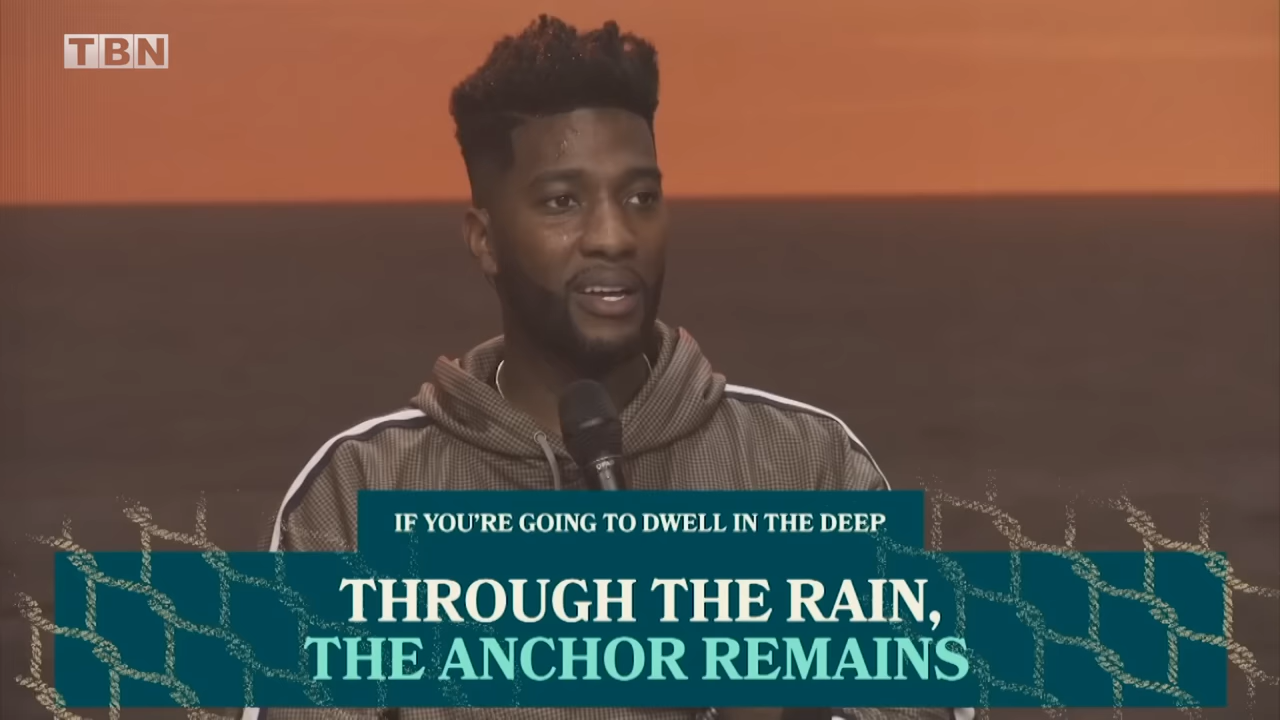 TBN
IF YOU'RE GOING TO DWELL IN THE DEEP
THROUGH THE RAIN,
THE ANCHOR REMAINS